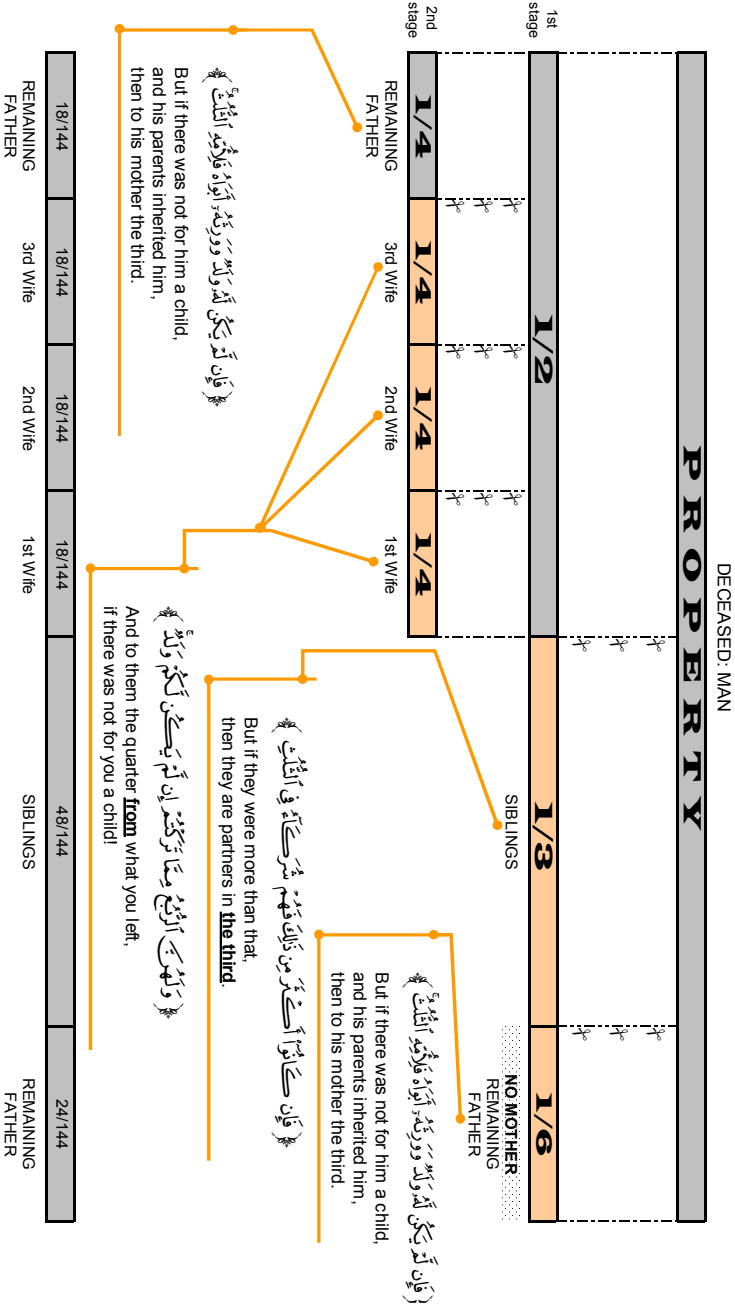 DECEASED: MAN
PROPERTY
1st
stage
1/2
1/3
1/6
NO MOTHER
REMAINING
FATHER
SIBLINGS
2nd
stage
1/4
1/4
1/4
1/4
REMAINING
FATHER
3rd Wife
2nd Wife
1st Wife
﴿ فَإِن لَّمْ يَكُن لَّهُۥ وَلَدٌ وَوَرِثَهُۥٓ أَبَوَاهُ فَلِأُمِّهِ ٱلثُّلُثُ ﴾
But if there was not for him a child,
and his parents inherited him,
then to his mother the third.
﴿ فَإِن كَانُوٓا۟ أَكْثَرَ مِن ذَٰلِكَ فَهُمْ شُرَكَآءُ فِى ٱلثُّلُثِ ﴾
But if they were more than that,
then they are partners in the third.
﴿ فَإِن لَّمْ يَكُن لَّهُۥ وَلَدٌ وَوَرِثَهُۥٓ أَبَوَاهُ فَلِأُمِّهِ ٱلثُّلُثُ ﴾
But if there was not for him a child,
and his parents inherited him,
then to his mother the third.
﴿ وَلَهُنَّ ٱلرُّبُعُ مِمَّا تَرَكْتُمْ إِن لَّمْ يَكُن لَّكُمْ وَلَدٌ ﴾
And to them the quarter from what you left,
if there was not for you a child!
18/144
18/144
18/144
18/144
48/144
24/144
REMAINING
FATHER
3rd Wife
2nd Wife
1st Wife
SIBLINGS
REMAINING
FATHER